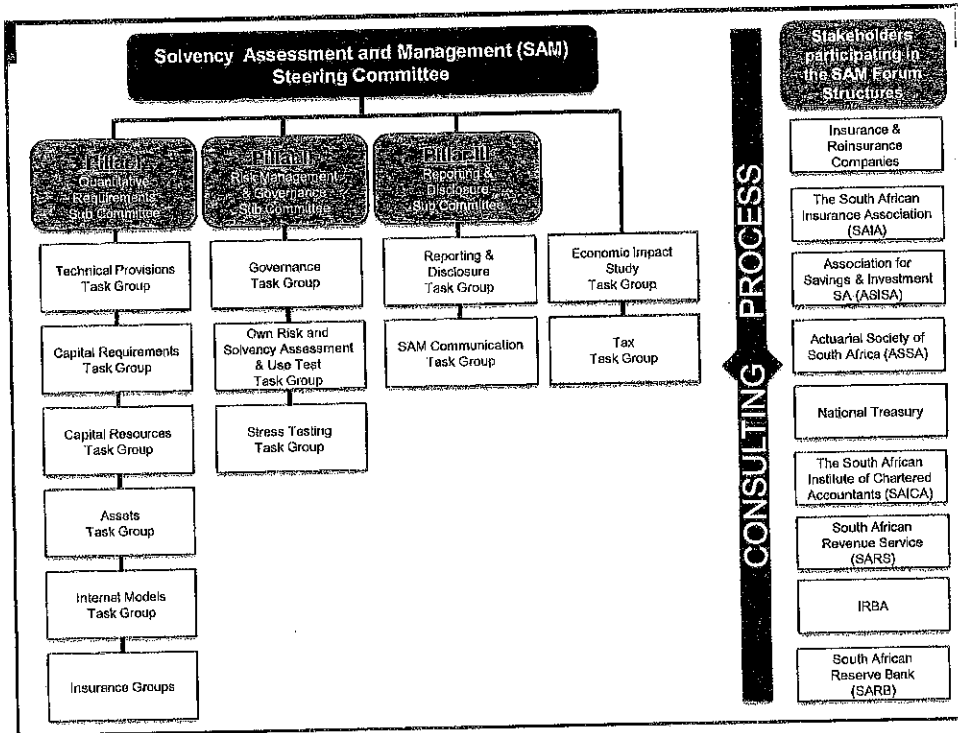 Solvency Assessment and Management (SAM)
Steering Committee
Pillar I
Quantitative
Requirements
Sub Committee
Technical Provisions
Task Group
Capital Requirements
Task Group
Capital Resources
Task Group
Assets
Task Group
Internal Models
Task Group
Insurance Groups
Pillar II
Risk Management
& Governance
Sub Committee
Governance
Task Group
Own Risk and
Solvency Assessment
& Use Test
Task Group
Stress Testing
Task Group
Pillar III
Reporting &
Disclosure
Sub Committee
Reporting &
Disclosure
Task Group
SAM Communication
Task Group
Economic Impact
Study
Task Group
Tax
Task Group
CONSULTING PROCESS
Stakeholders
participating in
the SAM Forum
Structures
Insurance &
Reinsurance
Companies
The South African
Insurance Association
(SAIA)
Association for
Savings & Investment
SA (ASISA)
Actuarial Society of
South Africa (ASSA)
National Treasury
The South African
Institute of Chartered
Accountants (SAICA)
South African
Revenue Service
(SARS)
IRBA
South African
Reserve Bank
(SARB)